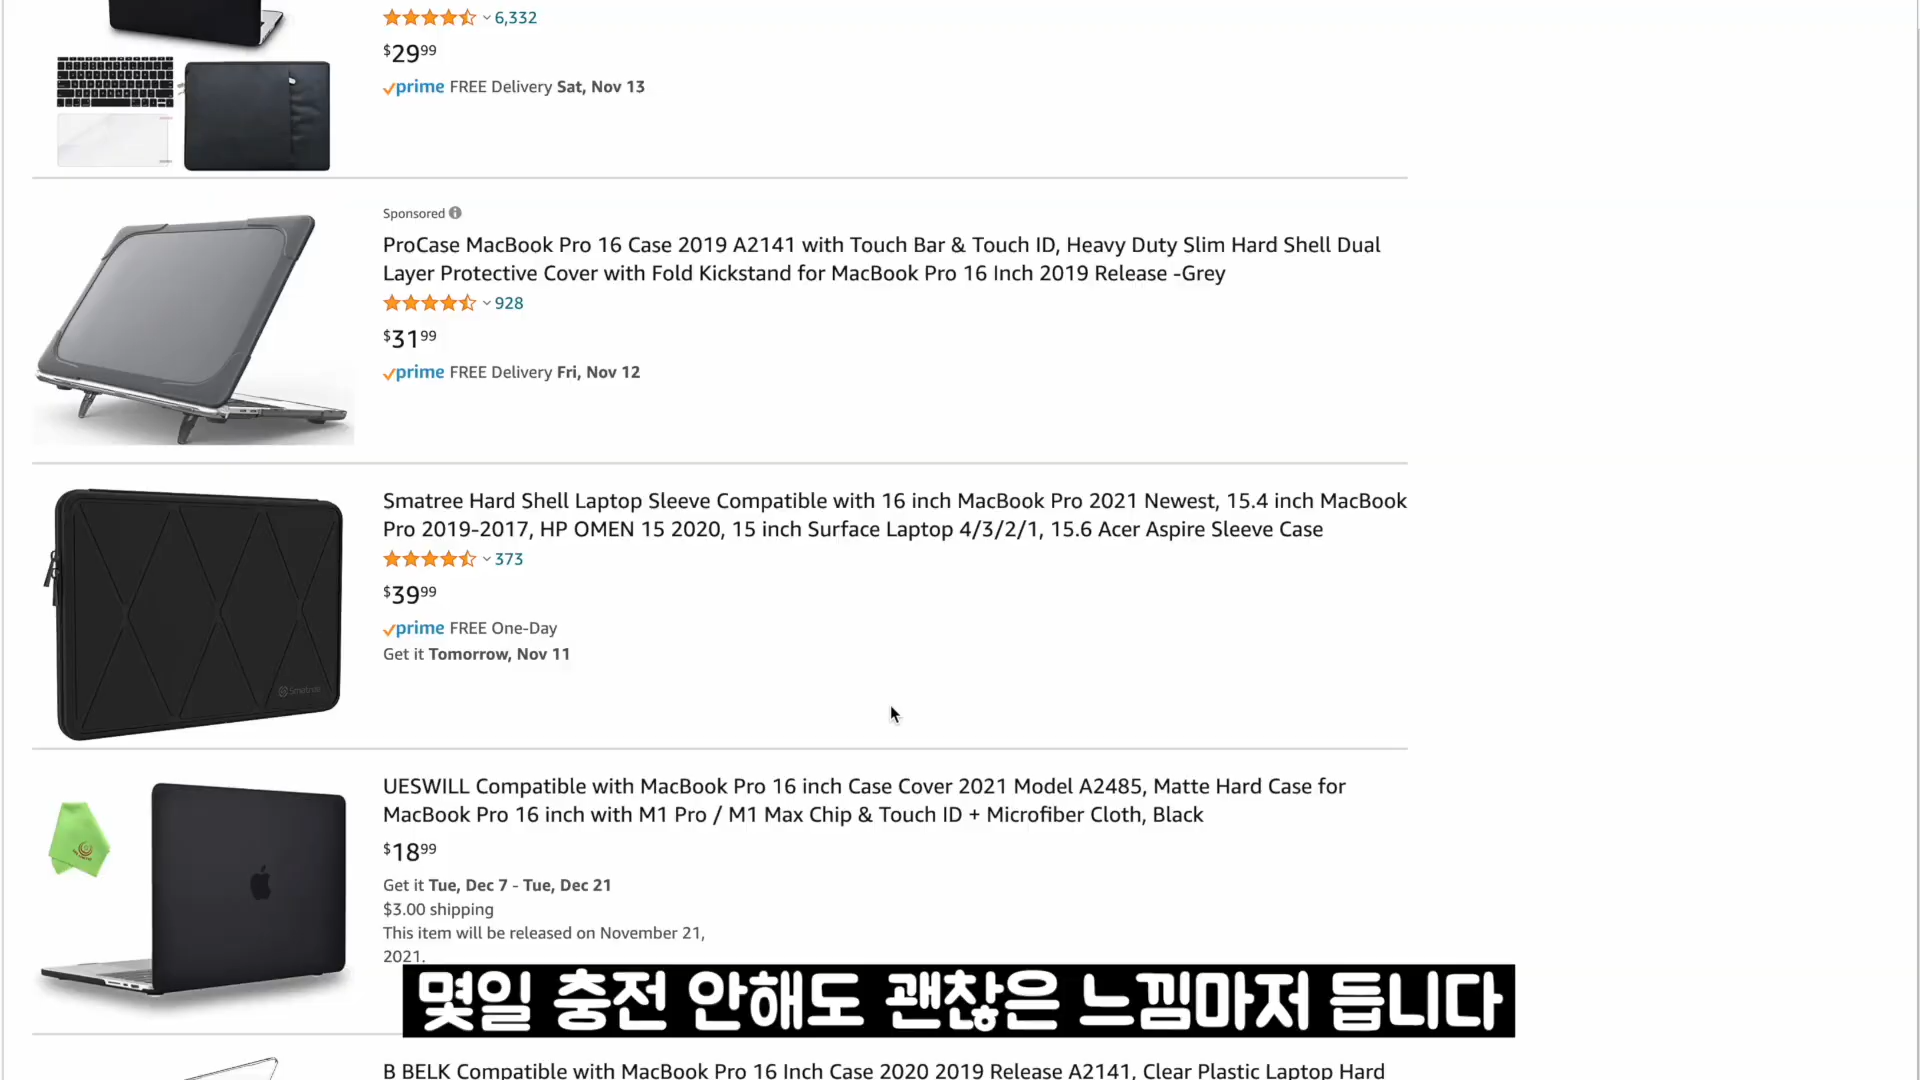 6,332
$29⁹⁹
prime FREE Delivery Sat, Nov 13
Sponsored
ProCase MacBook Pro 16 Case 2019 A2141 with Touch Bar & Touch ID, Heavy Duty Slim Hard Shell Dual
Layer Protective Cover with Fold Kickstand for MacBook Pro 16 Inch 2019 Release -Grey
928
$31⁹⁹
prime FREE Delivery Fri, Nov 12
Smatree Hard Shell Laptop Sleeve Compatible with 16 inch MacBook Pro 2021 Newest, 15.4 inch MacBook
Pro 2019-2017, HP OMEN 15 2020, 15 inch Surface Laptop 4/3/2/1, 15.6 Acer Aspire Sleeve Case
373
$39⁹⁹
prime FREE One-Day
Get it Tomorrow, Nov 11
Smatree
UESWILL Compatible with MacBook Pro 16 inch Case Cover 2021 Model A2485, Matte Hard Case for
MacBook Pro 16 inch with M1 Pro / M1 Max Chip & Touch ID + Microfiber Cloth, Black
$18⁹⁹
Get it Tue, Dec 7 - Tue, Dec 21
$3.00 shipping
This item will be released on November 21,
2021.
몇일 충전 안해도 괜찮은 느낌마저 듭니다
B BELK Compatible with MacBook Pro 16 Inch Case 2020 2019 Release A2141, Clear Plastic Laptop Hard